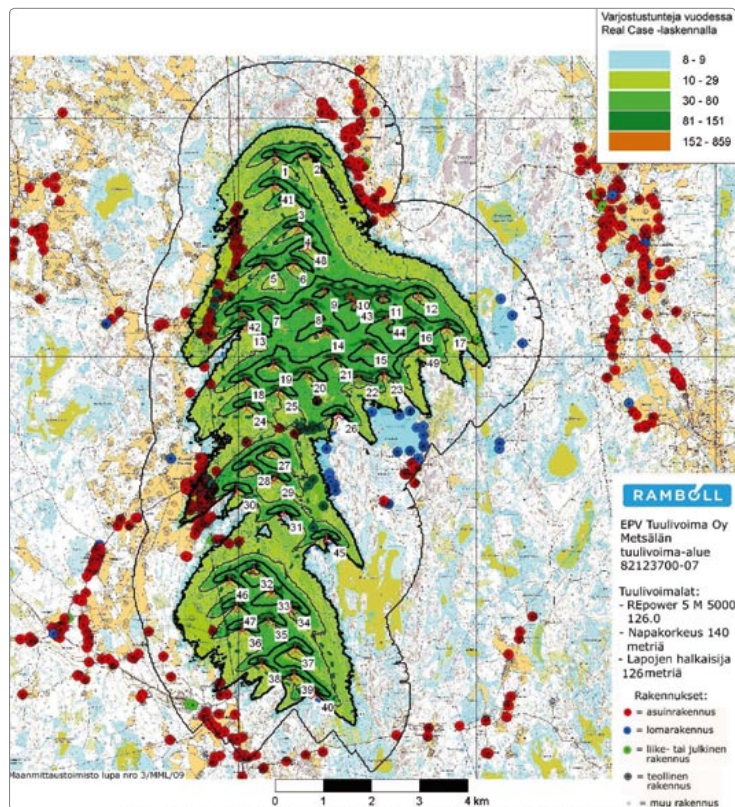 Varjostustunteja vuodessa
Real Case -laskennalla
8 - 9
10 - 29
30 - 80
81 - 151
152 - 859
1
2
41
3
4
48
5
6
9
10
11
12
42
7
8
43
44
16
17
13
14
15
49
18
19
20
21
22
23
24
25
26
27
28
29
30
31
45
32
46
33
47
35
34
36
37
38
39
40
RAMBOLL
EPV Tuulivoima Oy
Metsälän
tuulivoima-alue
82123700-07
Tuulivoimalat:
- REpower 5 M 5000
126.0
- Napakorkeus 140
metriä
- Lapojen halkaisija
126metriä
Rakennukset:
= asuinrakennus
= lomarakennus
= liike- tai julkinen
rakennus
= teollinen
rakennus
= muu rakennus
Maanmittaustoimisto lupa nro 3/MML/09
0 1 2 3 4 km